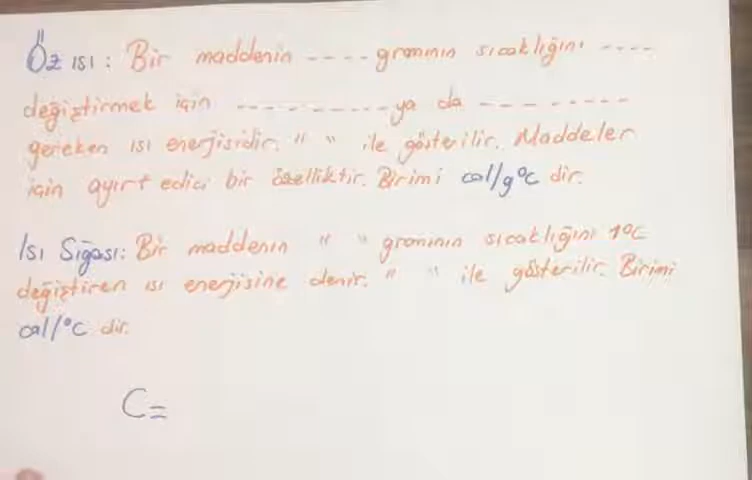 Öz ısı: Bir maddenin ---- gramının sıcaklığını ----
değiştirmek için ---------- ya da --------
gereken ısı enerjisidir. " " ile gösterilir. Maddeler
için ayırt edici bir özelliktir. Birimi cal/g°C dir.
Isı Sığası: Bir maddenin " " gramının sıcaklığını 1°C
değiştiren ısı enerjisine denir. " " ile gösterilir. Birimi
cal/°C dir.
C=